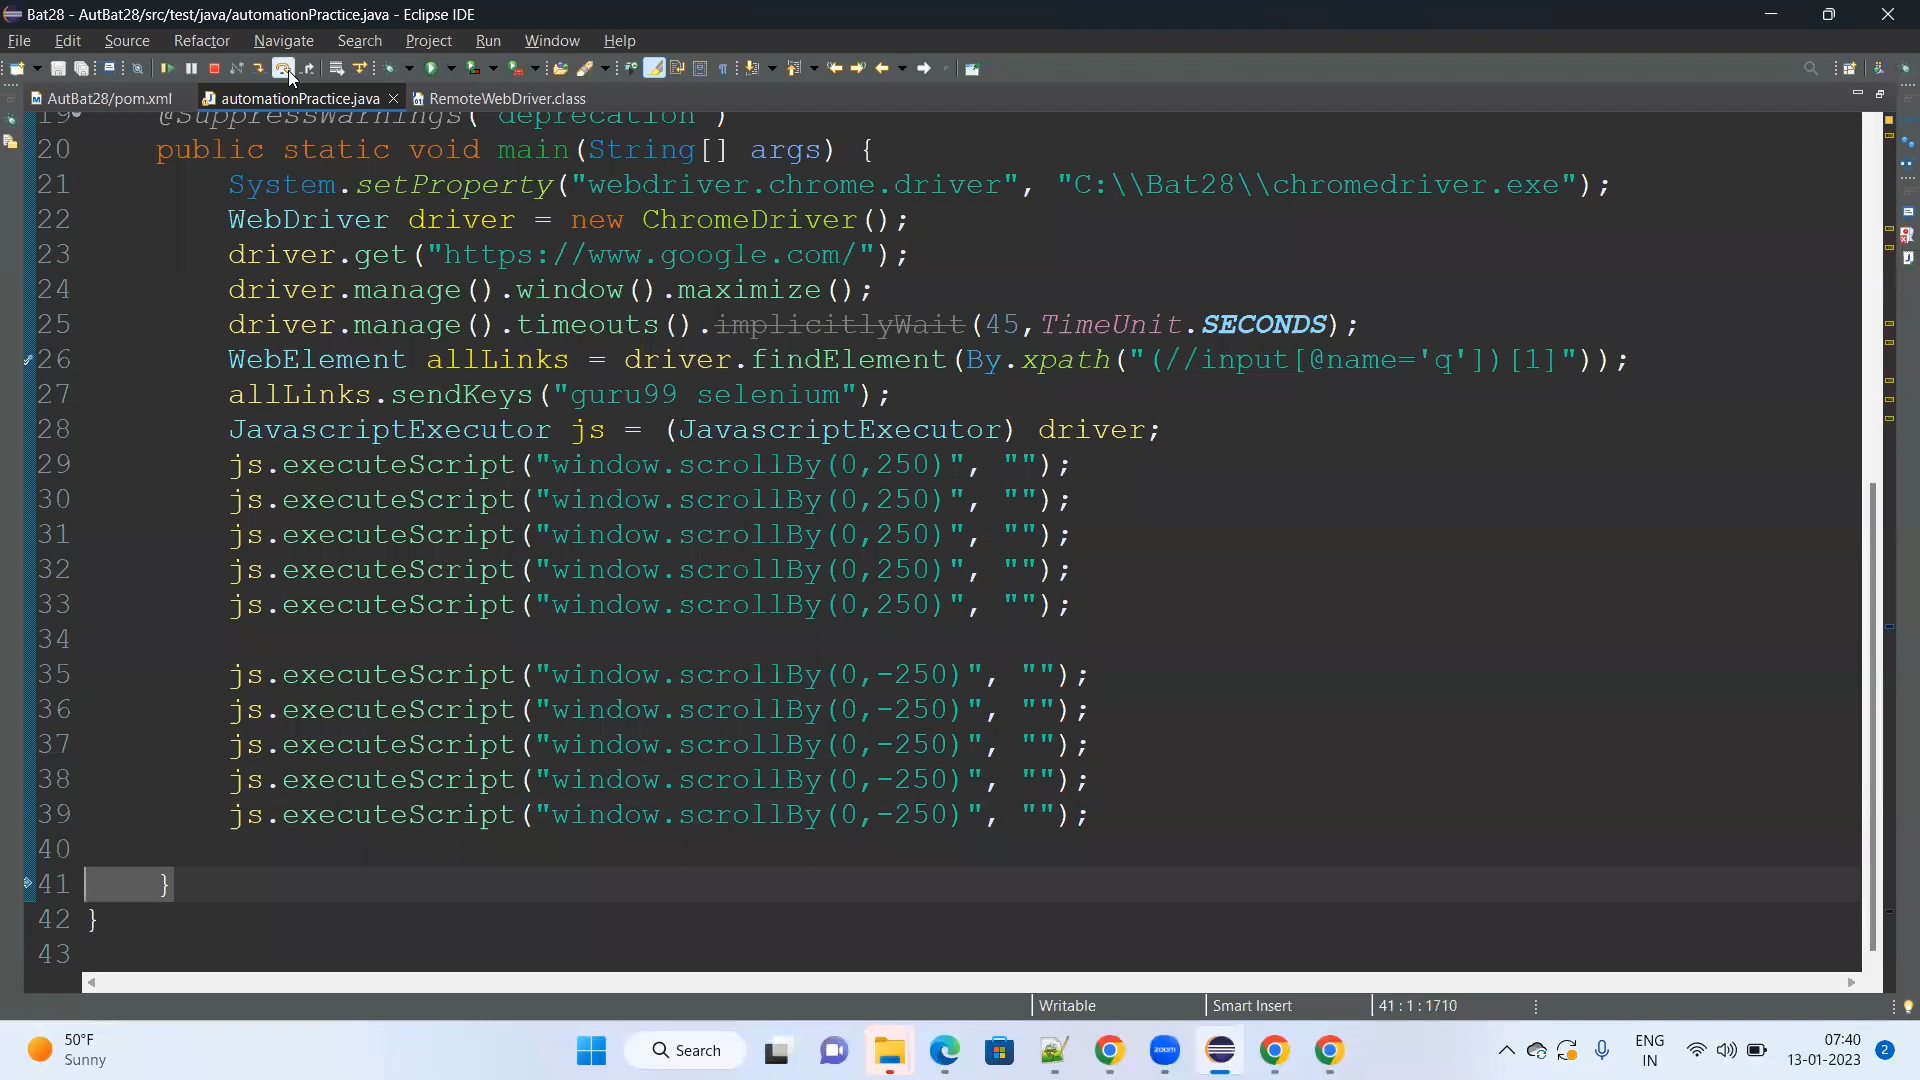 Bat28 - AutBat28/src/test/java/automationPractice.java - Eclipse IDE
File Edit Source Refactor Navigate Search Project Run Window Help
AutBat28/pom.xml automationPractice.java RemoteWebDriver.class
19 @SuppressWarnings("deprecation")
20 public static void main(String[] args) {
21 System.setProperty("webdriver.chrome.driver", "C:\\Bat28\\chromedriver.exe");
22 WebDriver driver = new ChromeDriver();
23 driver.get("https://www.google.com/");
24 driver.manage().window().maximize();
25 driver.manage().timeouts().implicitlyWait(45,TimeUnit.SECONDS);
26 WebElement allLinks = driver.findElement(By.xpath("(//input[@name='q'])[1]"));
27 allLinks.sendKeys("guru99 selenium");
28 JavascriptExecutor js = (JavascriptExecutor) driver;
29 js.executeScript("window.scrollBy(0,250)", "");
30 js.executeScript("window.scrollBy(0,250)", "");
31 js.executeScript("window.scrollBy(0,250)", "");
32 js.executeScript("window.scrollBy(0,250)", "");
33 js.executeScript("window.scrollBy(0,250)", "");
34
35 js.executeScript("window.scrollBy(0,-250)", "");
36 js.executeScript("window.scrollBy(0,-250)", "");
37 js.executeScript("window.scrollBy(0,-250)", "");
38 js.executeScript("window.scrollBy(0,-250)", "");
39 js.executeScript("window.scrollBy(0,-250)", "");
40
41 }
42 }
43
Writable Smart Insert 41 : 1 : 1710
50°F
Sunny
Search
zoom
ENG
IN
07:40
13-01-2023
2